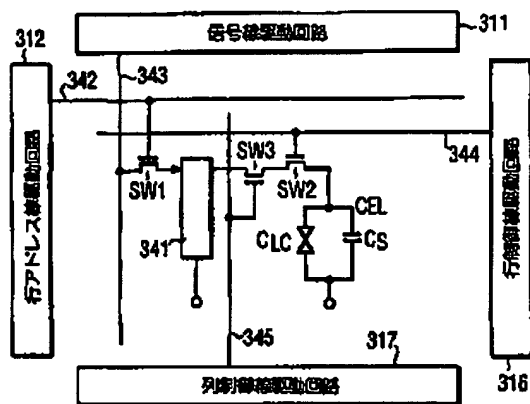 312
信号線駆動回路
311
342
343
行アドレス線駆動回路
344
SW3
SW1
SW2
341
CEL
CLC
CS
行制御線駆動回路
345
317
列制御線駆動回路
316